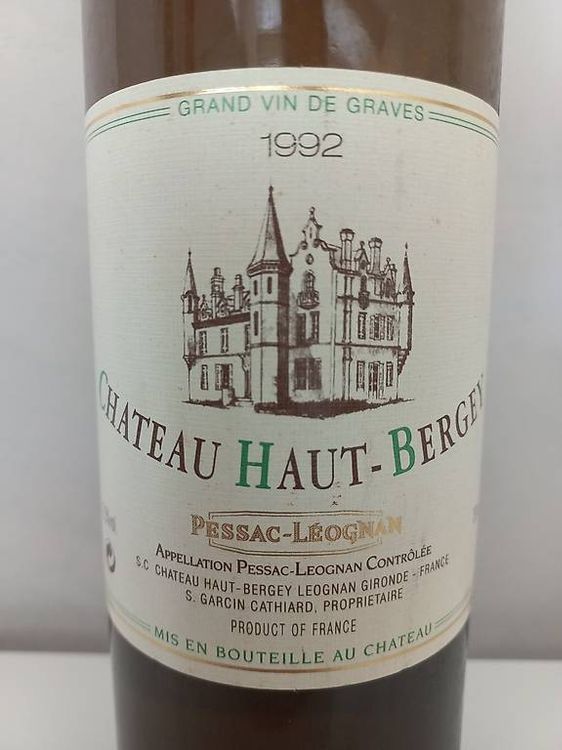 GRAND VIN DE GRAVES
1992
CHATEAU HAUT-BERGEY
PESSAC-LÉOGNAN
APPELLATION PESSAC-LEOGNAN CONTRÔLÉE
S.C CHATEAU HAUT-BERGEY LEOGNAN GIRONDE - FRANCE
S. GARCIN CATHIARD, PROPRIETAIRE
PRODUCT OF FRANCE
MIS EN BOUTEILLE AU CHATEAU